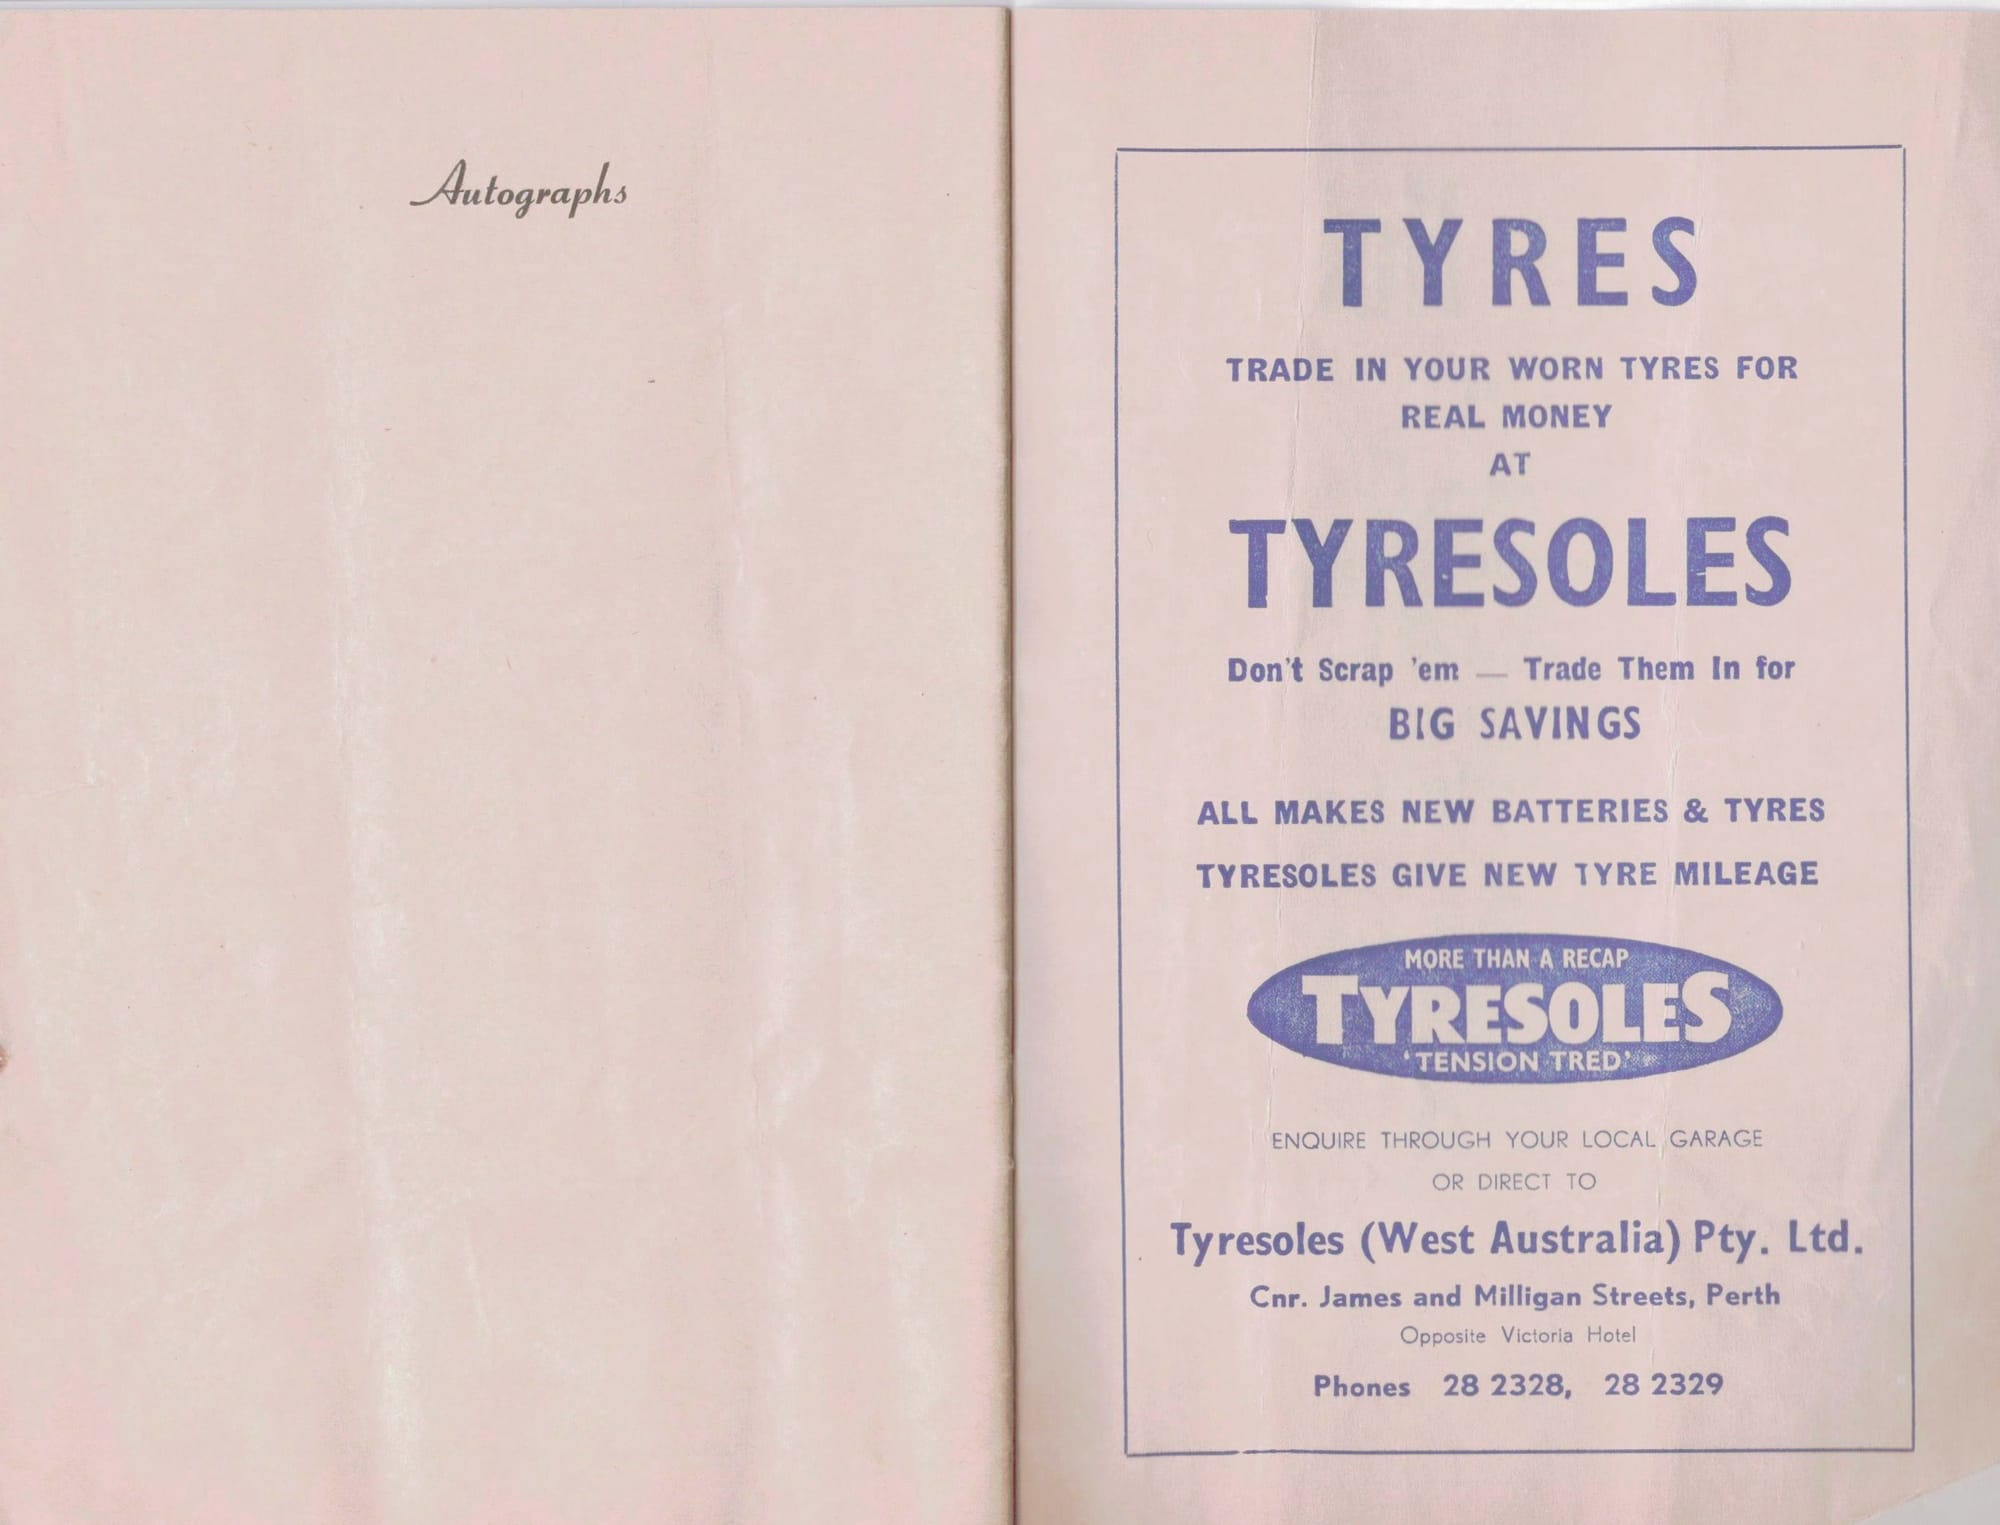 Autographs
TYRES
TRADE IN YOUR WORN TYRES FOR
REAL MONEY
AT
TYRESOLES
Don't Scrap 'em — Trade Them In for
BIG SAVINGS
ALL MAKES NEW BATTERIES & TYRES
TYRESOLES GIVE NEW TYRE MILEAGE
MORE THAN A RECAP
TYRESOLES
'TENSION TRED'
ENQUIRE THROUGH YOUR LOCAL GARAGE
OR DIRECT TO
Tyresoles (West Australia) Pty. Ltd.
Cnr. James and Milligan Streets, Perth
Opposite Victoria Hotel
Phones 28 2328, 28 2329